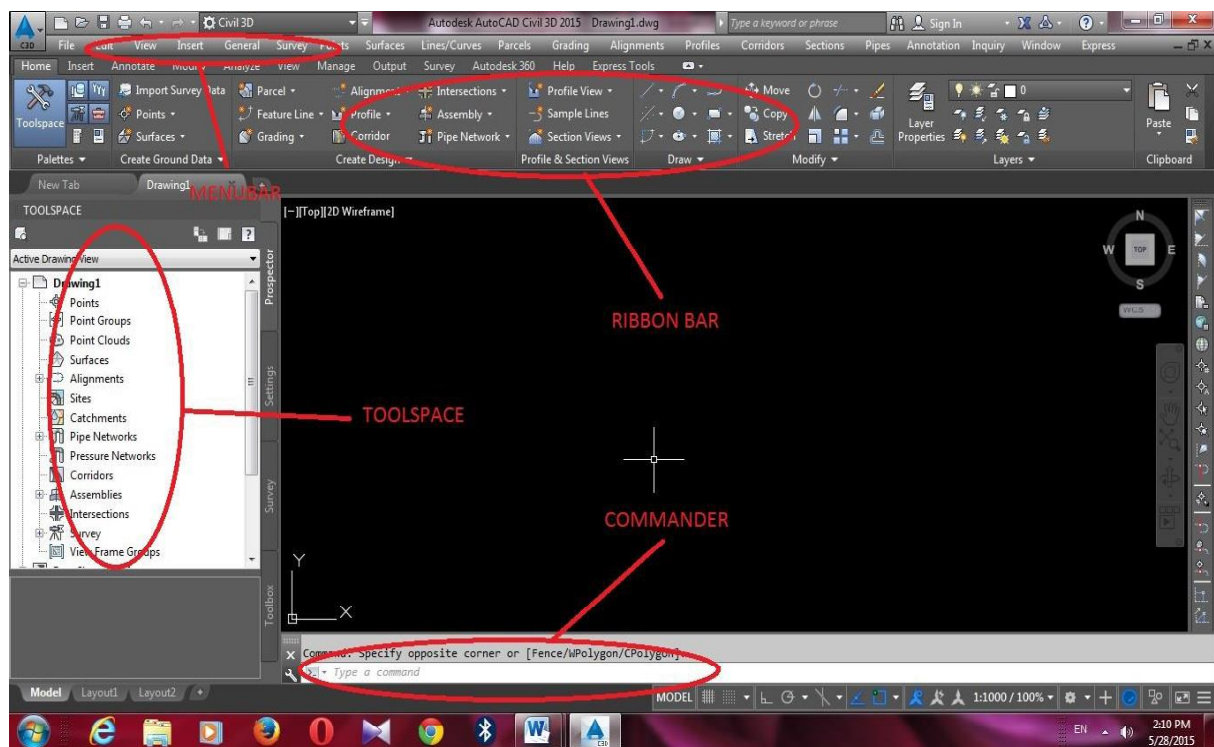 Civil 3D Autodesk AutoCAD Civil 3D 2015 Drawing1.dwg Type a keyword or phrase Sign In
C3D File Edit View Insert General Survey Points Surfaces Lines/Curves Parcels Grading Alignments Profiles Corridors Sections Pipes Annotation Inquiry Window Express
Home Insert Annotate Modify Analyze View Manage Output Survey Autodesk 360 Help Express Tools
Import Survey Data Parcel Alignment Intersections Profile View Move 0
Toolspace Points Feature Line Profile Assembly Sample Lines Copy Layer Properties Paste
Surfaces Grading Corridor Pipe Network Section Views Stretch
Palettes Create Ground Data Create Design Profile & Section Views Draw Modify Layers Clipboard
New Tab Drawing1
MENUBAR
TOOLSPACE
[−][Top][2D Wireframe]
N
W TOP E
S
WCS
Active Drawing View
Prospector
Settings
Survey
Toolbox
Drawing1
Points
Point Groups
Point Clouds
Surfaces
Alignments
Sites
Catchments
Pipe Networks
Pressure Networks
Corridors
Assemblies
Intersections
Survey
View Frame Groups
RIBBON BAR
TOOLSPACE
COMMANDER
Y
X
Command: Specify opposite corner or [Fence/WPolygon/CPolygon]:
Type a command
Model Layout1 Layout2 MODEL 1:1000 / 100%
EN 2:10 PM
5/28/2015